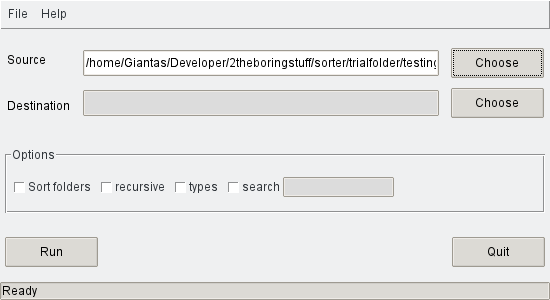 File Help
Source /home/Giantas/Developer/2theboringstuff/sorter/trialfolder/testing Choose
Destination Choose
Options
Sort folders recursive types search
Run Quit
Ready